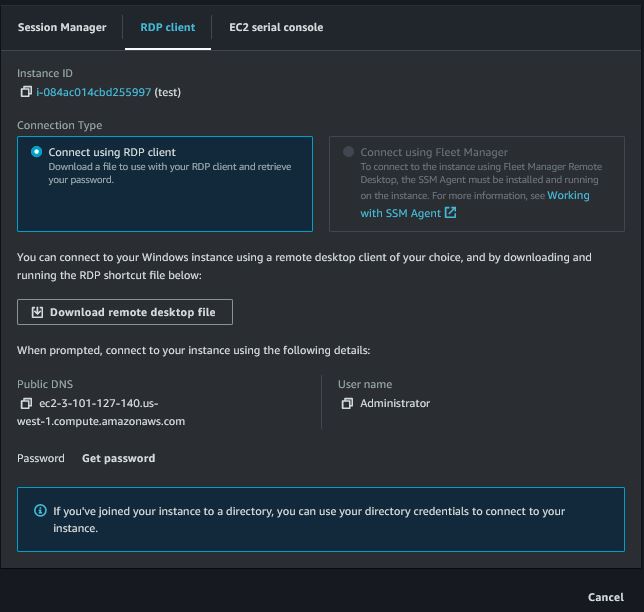 Session Manager
RDP client
EC2 serial console
Instance ID
i-084ac014cbd255997 (test)
Connection Type
Connect using RDP client
Download a file to use with your RDP client and retrieve
your password.
Connect using Fleet Manager
To connect to the instance using Fleet Manager Remote
Desktop, the SSM Agent must be installed and running
on the instance. For more information, see Working
with SSM Agent
You can connect to your Windows instance using a remote desktop client of your choice, and by downloading and
running the RDP shortcut file below:
Download remote desktop file
When prompted, connect to your instance using the following details:
Public DNS
ec2-3-101-127-140.us-
west-1.compute.amazonaws.com
User name
Administrator
Password Get password
If you've joined your instance to a directory, you can use your directory credentials to connect to your
instance.
Cancel